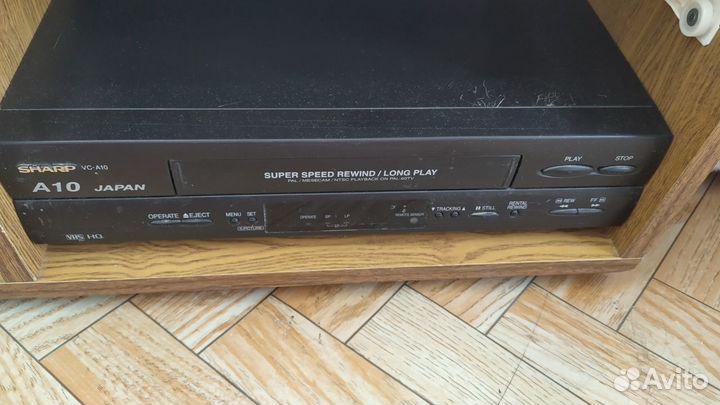 SHARP VC-A10
A10 JAPAN
SUPER SPEED REWIND / LONG PLAY
PAL / MESECAM / NTSC PLAYBACK ON PAL-60TV
PLAY STOP
OPERATE ▲EJECT MENU SET
OPERATE SP LP
REMOTE SENSOR
▼ TRACKING ▲
STILL
RENTAL
REWIND
REW FF
VHS HQ
Avito